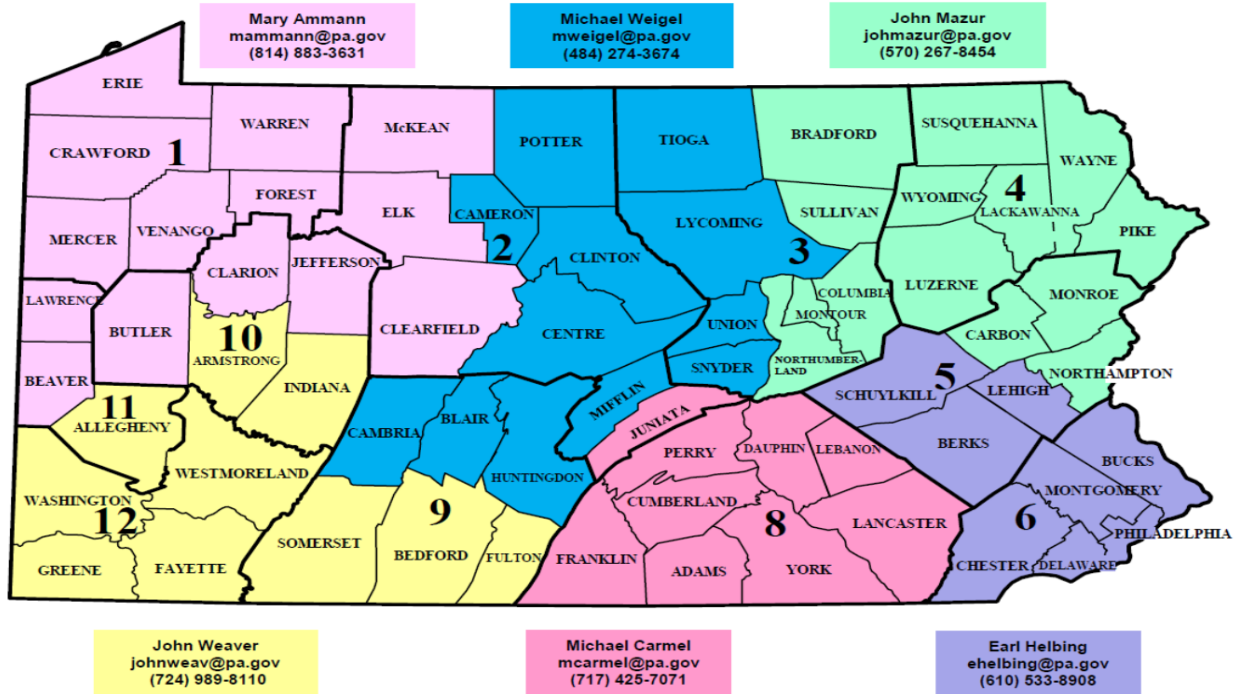 Mary Ammann
mammann@pa.gov
(814) 883-3631
Michael Weigel
mweigel@pa.gov
(484) 274-3674
John Mazur
johmazur@pa.gov
(570) 267-8454
ERIE
WARREN
McKEAN
POTTER
TIOGA
BRADFORD
SUSQUEHANNA
WAYNE
CRAWFORD
1
FOREST
ELK
CAMERON
2
LYCOMING
SULLIVAN
WYOMING
4
LACKAWANNA
PIKE
MERCER
VENANGO
CLARION
JEFFERSON
CLINTON
3
LUZERNE
MONROE
LAWRENCE
BUTLER
10
ARMSTRONG
CLEARFIELD
CENTRE
UNION
COLUMBIA
MONTOUR
CARBON
BEAVER
INDIANA
SNYDER
NORTHUMBER-
LAND
5
NORTHAMPTON
11
ALLEGHENY
CAMBRIA
BLAIR
MIFFLIN
JUNIATA
SCHUYLKILL
LEHIGH
WESTMORELAND
HUNTINGDON
PERRY
DAUPHIN
LEBANON
BERKS
BUCKS
WASHINGTON
12
9
CUMBERLAND
8
LANCASTER
MONTGOMERY
6
PHILADELPHIA
GREENE
FAYETTE
SOMERSET
BEDFORD
FULTON
FRANKLIN
ADAMS
YORK
CHESTER
DELAWARE
John Weaver
johnweav@pa.gov
(724) 989-8110
Michael Carmel
mcarmel@pa.gov
(717) 425-7071
Earl Helbing
ehelbing@pa.gov
(610) 533-8908